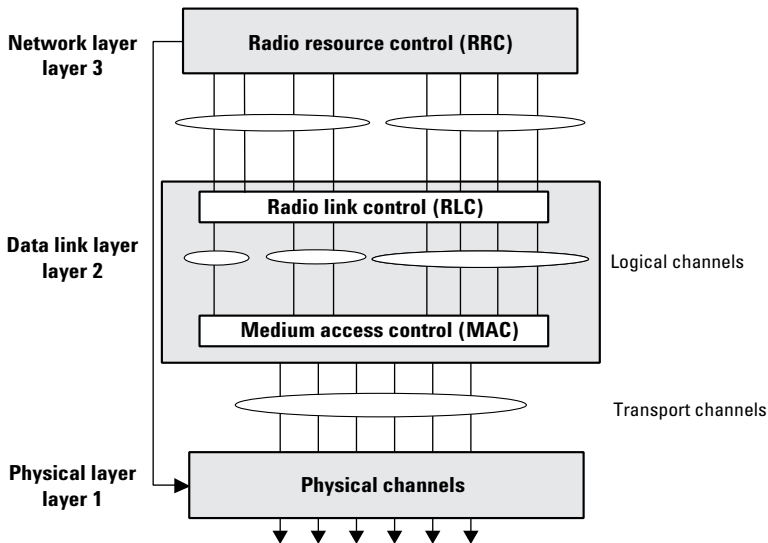 Network layer
layer 3
Radio resource control (RRC)
Radio link control (RLC)
Data link layer
layer 2
Logical channels
Medium access control (MAC)
Transport channels
Physical layer
layer 1
Physical channels